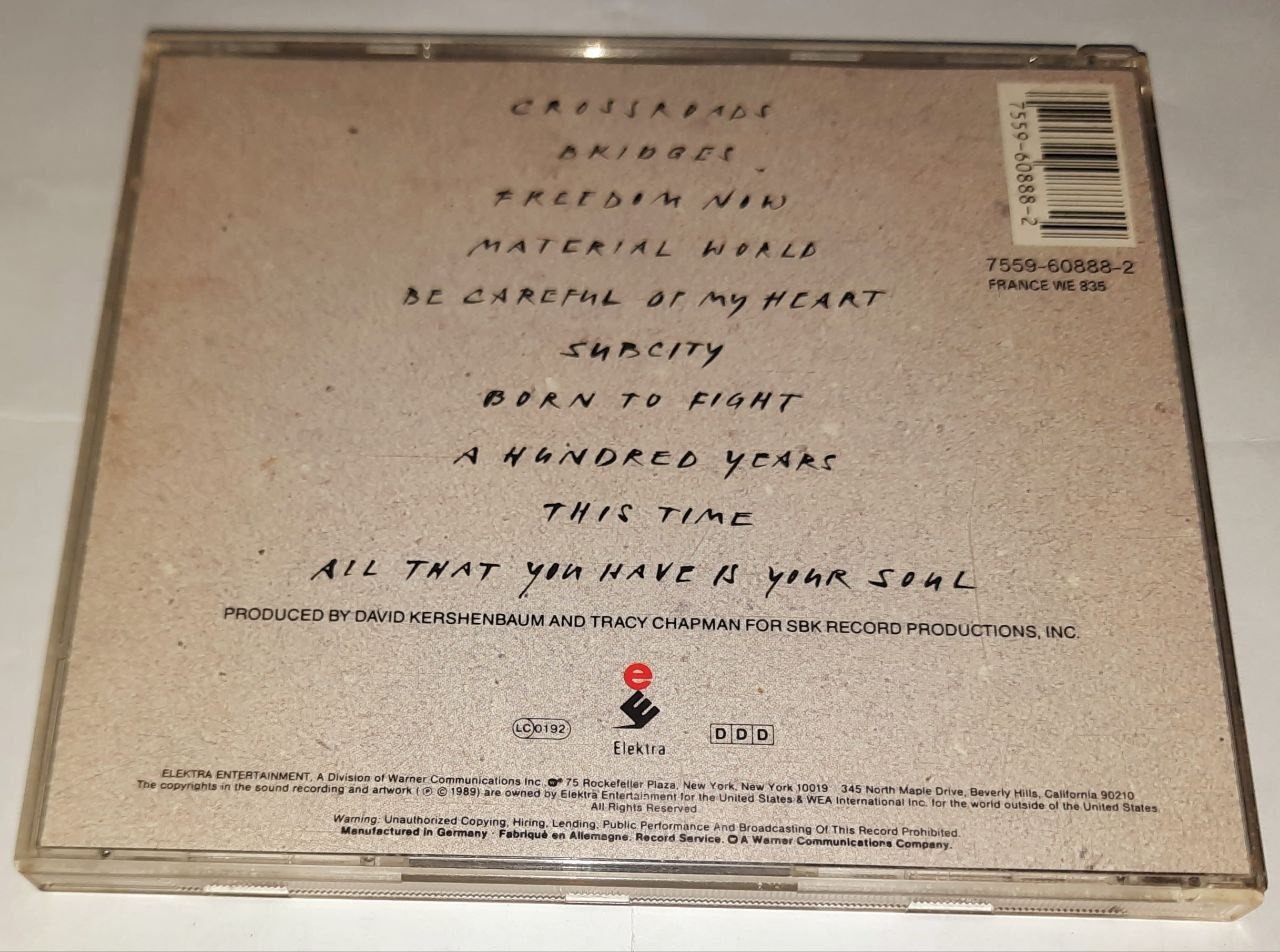 CROSSROADS
BRIDGES
FREEDOM NOW
MATERIAL WORLD
BE CAREFUL OF MY HEART
SUBCITY
BORN TO FIGHT
A HUNDRED YEARS
THIS TIME
ALL THAT YOU HAVE IS YOUR SOUL
7559-60888-2
7559-60888-2
FRANCE WE 835
PRODUCED BY DAVID KERSHENBAUM AND TRACY CHAPMAN FOR SBK RECORD PRODUCTIONS, INC.
e
E
Elektra
LC 0192
D D D
ELEKTRA ENTERTAINMENT, A Division of Warner Communications Inc. 75 Rockefeller Plaza, New York, New York 10019 345 North Maple Drive, Beverly Hills, California 90210
The copyrights in the sound recording and artwork (℗ © 1989) are owned by Elektra Entertainment for the United States & WEA International Inc. for the world outside of the United States.
All Rights Reserved
Warning: Unauthorized Copying, Hiring, Lending, Public Performance And Broadcasting Of This Record Prohibited.
Manufactured in Germany · Fabriqué en Allemagne. Record Service. A Warner Communications Company.